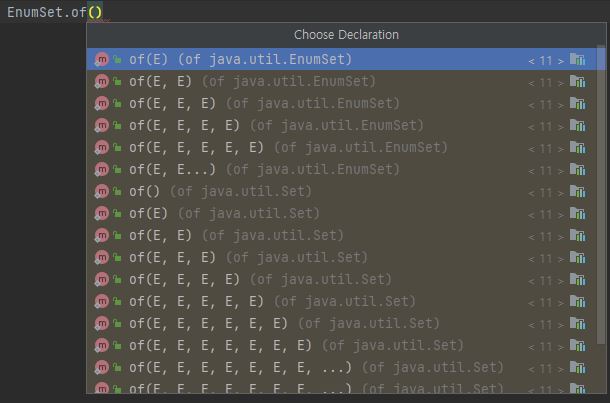 EnumSet.of()
Choose Declaration
m of(E) (of java.util.EnumSet) < 11 >
m of(E, E) (of java.util.EnumSet) < 11 >
m of(E, E, E) (of java.util.EnumSet) < 11 >
m of(E, E, E, E) (of java.util.EnumSet) < 11 >
m of(E, E, E, E, E) (of java.util.EnumSet) < 11 >
m of(E, E...) (of java.util.EnumSet) < 11 >
m of() (of java.util.Set) < 11 >
m of(E) (of java.util.Set) < 11 >
m of(E, E) (of java.util.Set) < 11 >
m of(E, E, E) (of java.util.Set) < 11 >
m of(E, E, E, E) (of java.util.Set) < 11 >
m of(E, E, E, E, E) (of java.util.Set) < 11 >
m of(E, E, E, E, E, E) (of java.util.Set) < 11 >
m of(E, E, E, E, E, E, E) (of java.util.Set) < 11 >
m of(E, E, E, E, E, E, E, ...) (of java.util.Set) < 11 >
m of(E, E, E, E, E, E, E, ...) (of java.util.Set) < 11 >